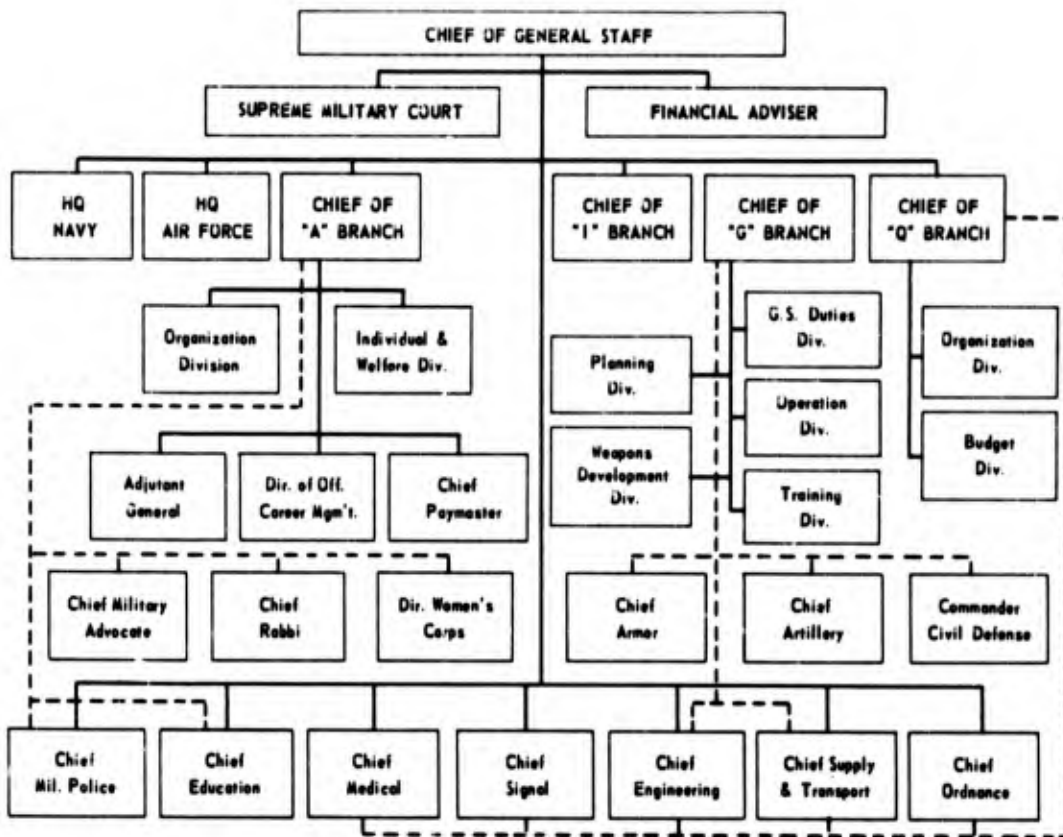 CHIEF OF GENERAL STAFF
SUPREME MILITARY COURT
FINANCIAL ADVISER
HQ
NAVY
HQ
AIR FORCE
CHIEF OF
"A" BRANCH
CHIEF OF
"I" BRANCH
CHIEF OF
"G" BRANCH
CHIEF OF
"Q" BRANCH
Organization
Division
Individual &
Welfare Div.
Planning
Div.
G.S. Duties
Div.
Organization
Div.
Operation
Div.
Weapons
Development
Div.
Budget
Div.
Training
Div.
Adjutant
General
Dir. of Off.
Career Mgm't.
Chief
Paymaster
Chief Military
Advocate
Chief
Rabbi
Dir. Women's
Corps
Chief
Armor
Chief
Artillery
Commander
Civil Defense
Chief
Mil. Police
Chief
Education
Chief
Medical
Chief
Signal
Chief
Engineering
Chief Supply
& Transport
Chief
Ordnance